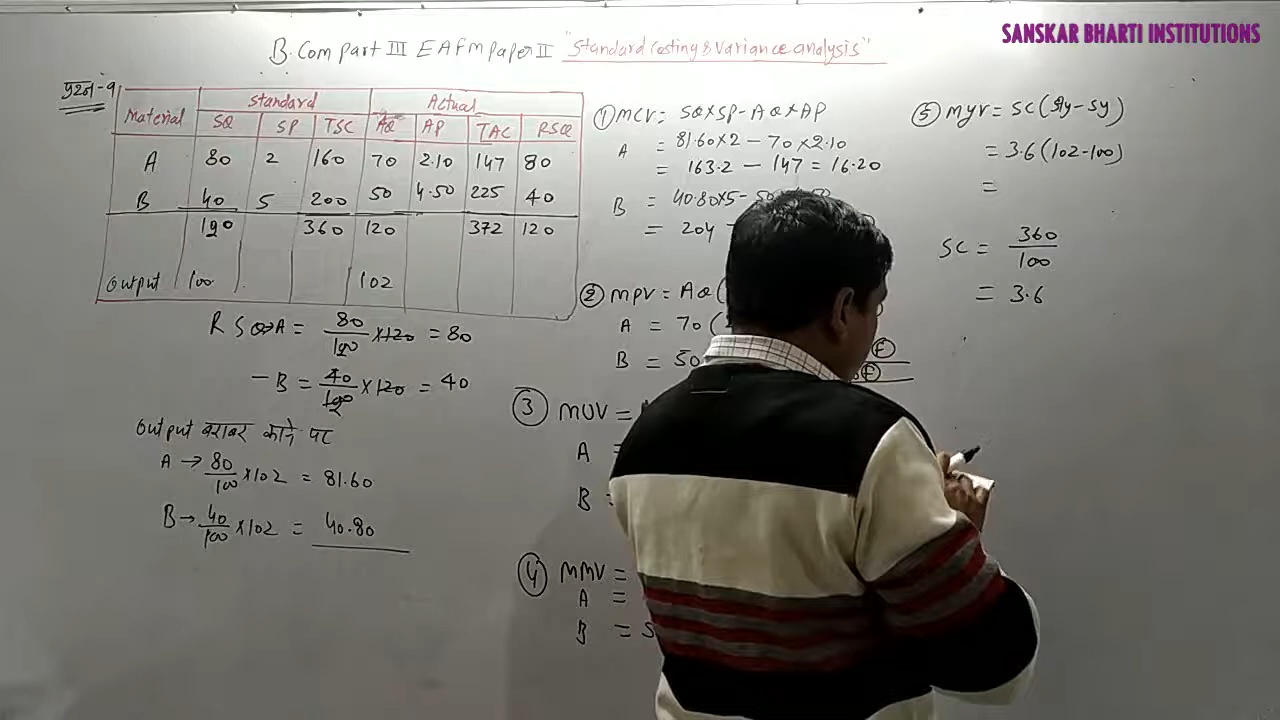 SANSKAR BHARTI INSTITUTIONS
B.Com part III EAFM Paper II "Standard Costing & Variance analysis"
प्रश्न-9
Material Standard Actual
SQ SP TSC AQ AP TAC RSQ
A 80 2 160 70 2.10 147 80
B 40 5 200 50 4.50 225 40
120 360 120 372 120
Output 100 102
RSQ→A = 80/120 × 120 = 80
-B = 40/120 × 120 = 40
Output बराबर करने पर
A → 80/100 × 102 = 81.60
B → 40/100 × 102 = 40.80
① MCV = SQ × SP - AQ × AP
A = 81.60 × 2 - 70 × 2.10
= 163.2 - 147 = 16.20
B = 40.80 × 5 - 50
= 204
② MPV = AQ (
A = 70 (
B = 50 Ⓕ
Ⓕ
③ MUV =
A =
B =
④ MMV =
A =
B = S
⑤ MYV = SC (AY - SY)
= 3.6 (102 - 100)
=
SC = 360/100
= 3.6